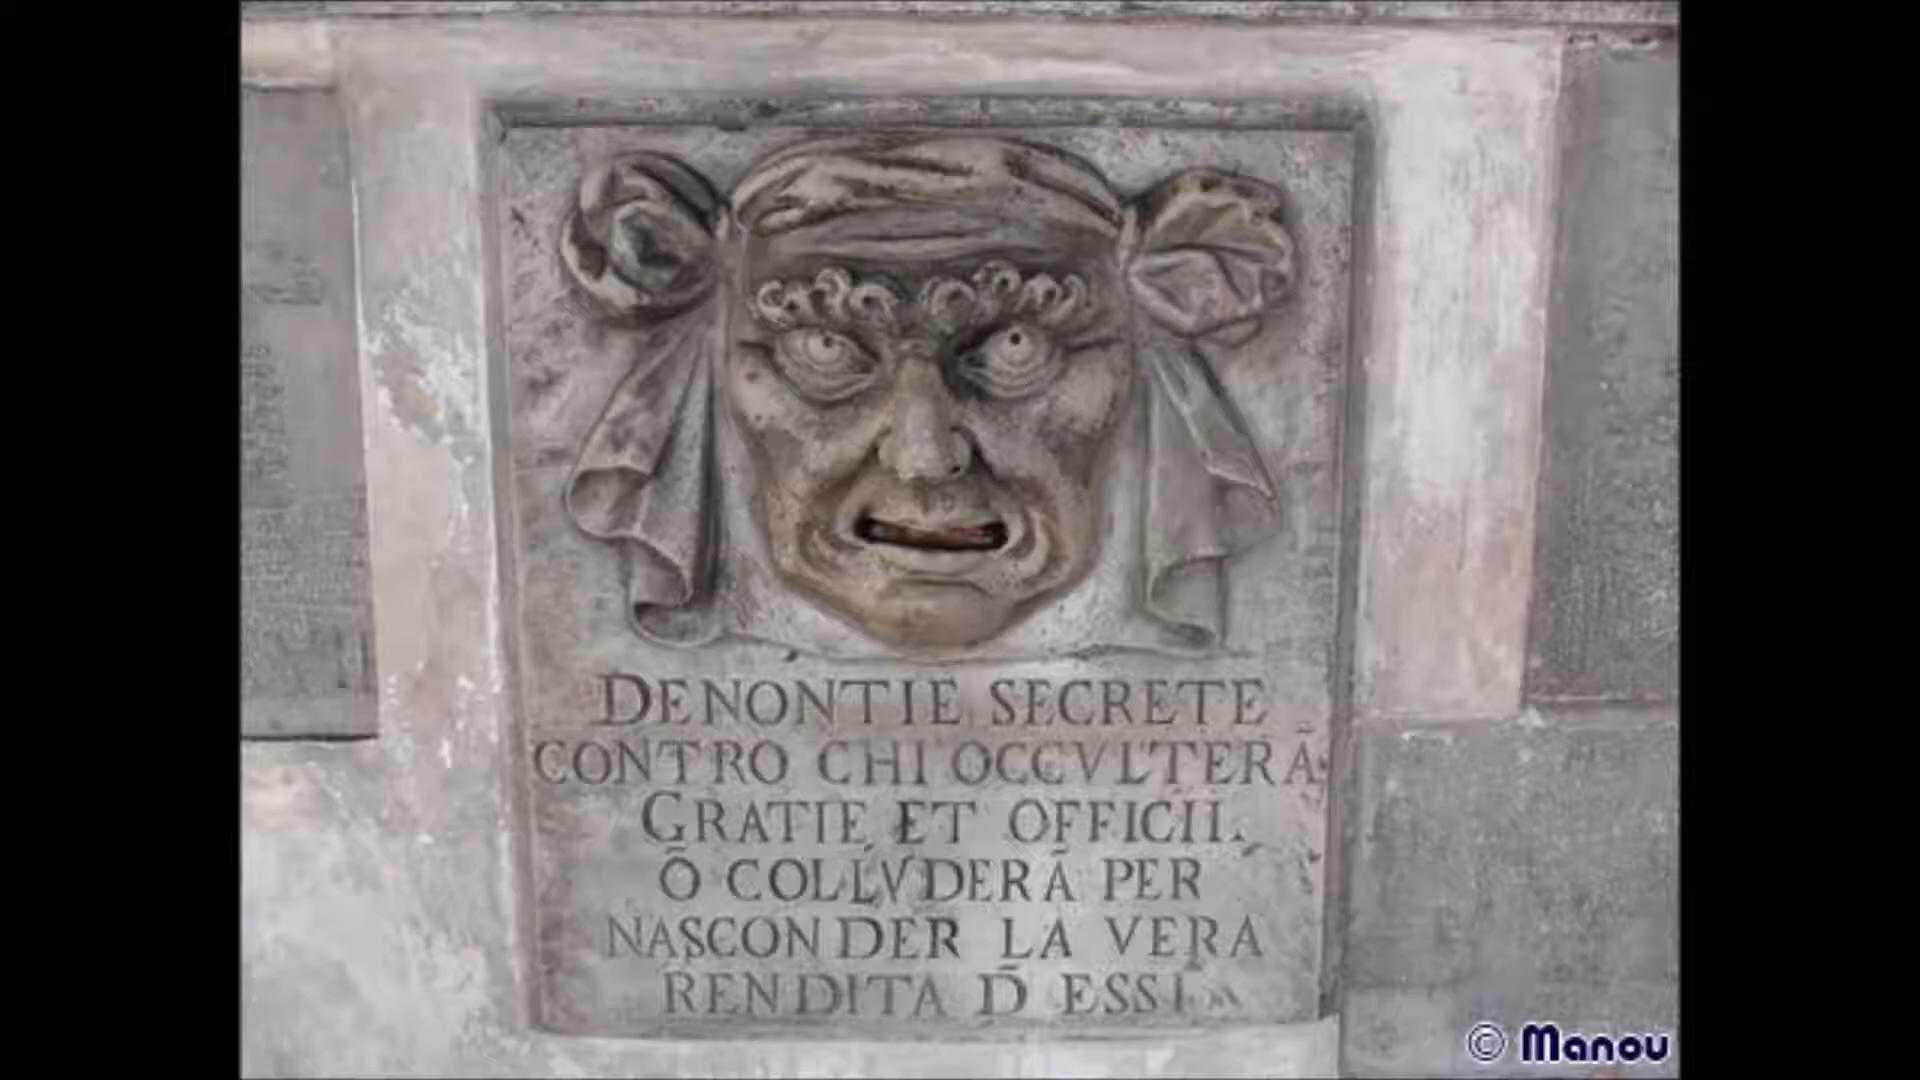 DENONTIE SECRETE
CONTRO CHI OCCVLTERÃ
GRATIE ET OFFICII.
Õ COLLVDERÃ PER
NASCONDER LA VERA
RENDITA D̄ ESSI
© Manou